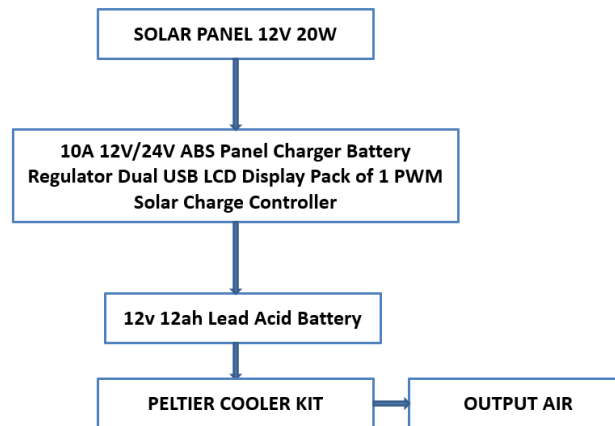 SOLAR PANEL 12V 20W
10A 12V/24V ABS Panel Charger Battery
Regulator Dual USB LCD Display Pack of 1 PWM
Solar Charge Controller
12v 12ah Lead Acid Battery
PELTIER COOLER KIT
OUTPUT AIR